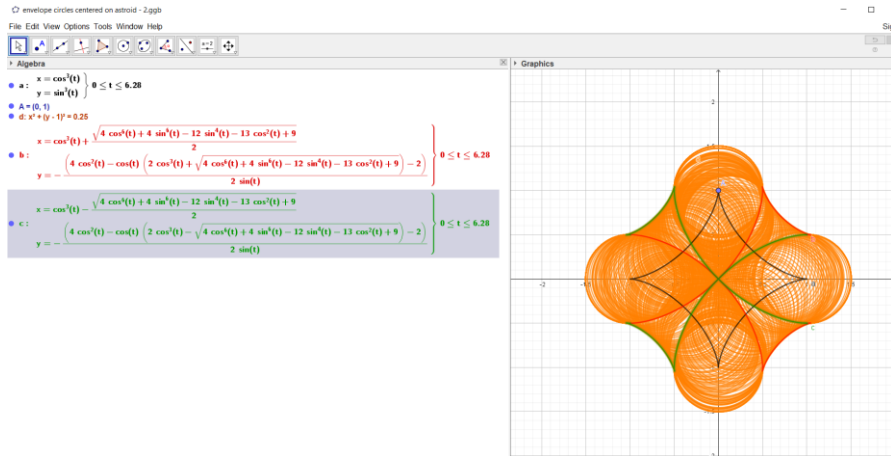 envelope circles centered on astroid - 2.ggb
File Edit View Options Tools Window Help
Algebra
Graphics
a : x = cos³(t) y = sin³(t) } 0 ≤ t ≤ 6.28
A = (0, 1)
d: x² + (y - 1)² = 0.25
b : x = cos³(t) + √(4 cos⁶(t) + 4 sin⁶(t) − 12 sin⁴(t) − 13 cos²(t) + 9) / 2
y = − (4 cos²(t) − cos(t) (2 cos³(t) + √(4 cos⁶(t) + 4 sin⁶(t) − 12 sin⁴(t) − 13 cos²(t) + 9)) − 2) / 2 sin(t) } 0 ≤ t ≤ 6.28
c : x = cos³(t) − √(4 cos⁶(t) + 4 sin⁶(t) − 12 sin⁴(t) − 13 cos²(t) + 9) / 2
y = − (4 cos²(t) − cos(t) (2 cos³(t) − √(4 cos⁶(t) + 4 sin⁶(t) − 12 sin⁴(t) − 13 cos²(t) + 9)) − 2) / 2 sin(t) } 0 ≤ t ≤ 6.28
2
-2
2
c